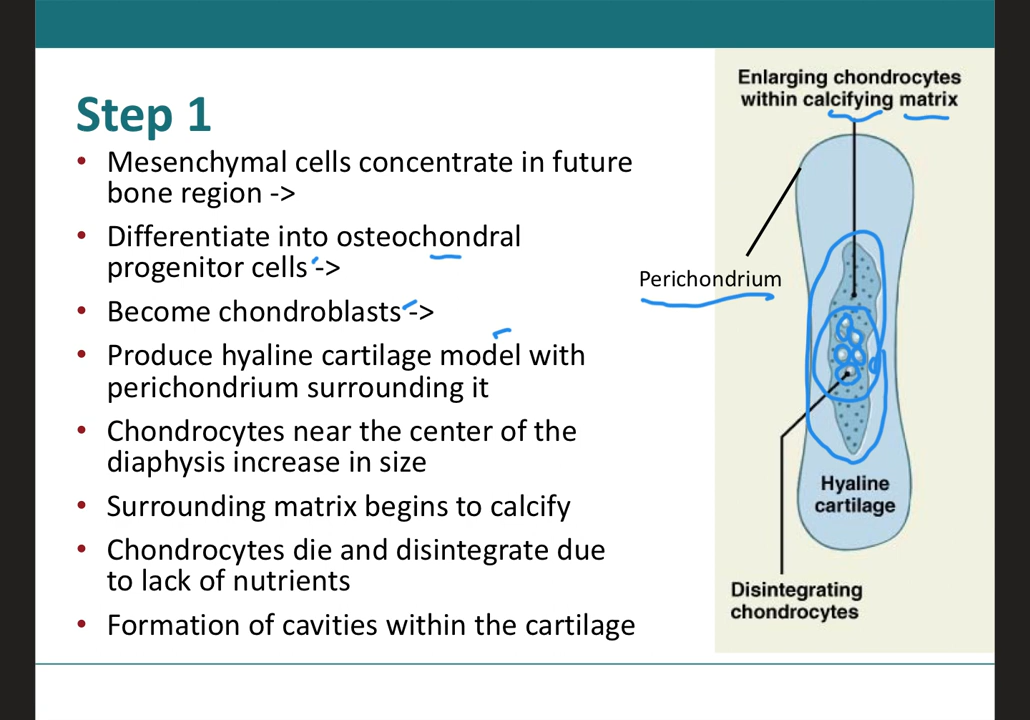 Step 1
• Mesenchymal cells concentrate in future
bone region ->
• Differentiate into osteochondral
progenitor cells ->
• Become chondroblasts ->
• Produce hyaline cartilage model with
perichondrium surrounding it
• Chondrocytes near the center of the
diaphysis increase in size
• Surrounding matrix begins to calcify
• Chondrocytes die and disintegrate due
to lack of nutrients
• Formation of cavities within the cartilage
Enlarging chondrocytes
within calcifying matrix
Perichondrium
Hyaline
cartilage
Disintegrating
chondrocytes